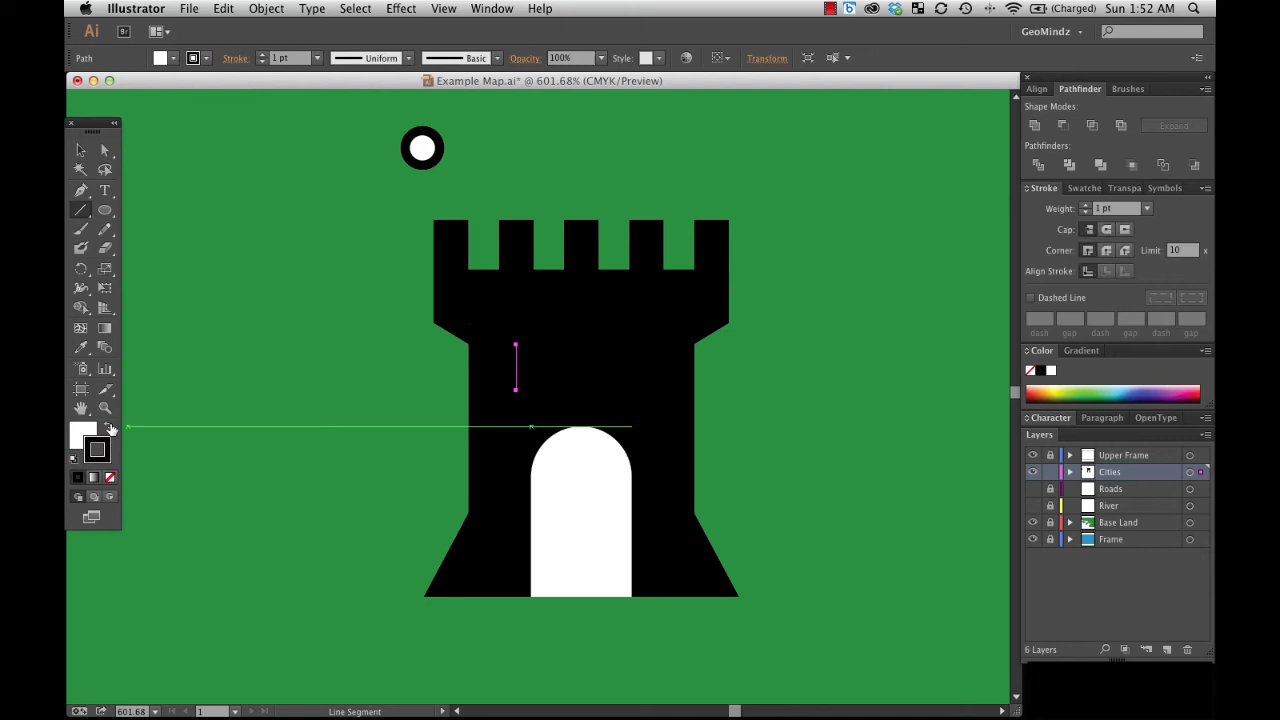 Illustrator File Edit Object Type Select Effect View Window Help (Charged) Sun 1:52 AM
Ai Br GeoMindz
Path Stroke: 1 pt Uniform Basic Opacity: 100% Style: Transform
Example Map.ai* @ 601.68% (CMYK/Preview)
Align Pathfinder Brushes
Shape Modes:
Expand
Pathfinders:
Stroke Swatche Transpa Symbols
Weight: 1 pt
Cap:
Corner: Limit 10 x
Align Stroke:
Dashed Line
dash gap dash gap dash gap
Color Gradient
Character Paragraph OpenType
Layers
Upper Frame
Cities
Roads
River
Base Land
Frame
6 Layers
601.68 1 Line Segment